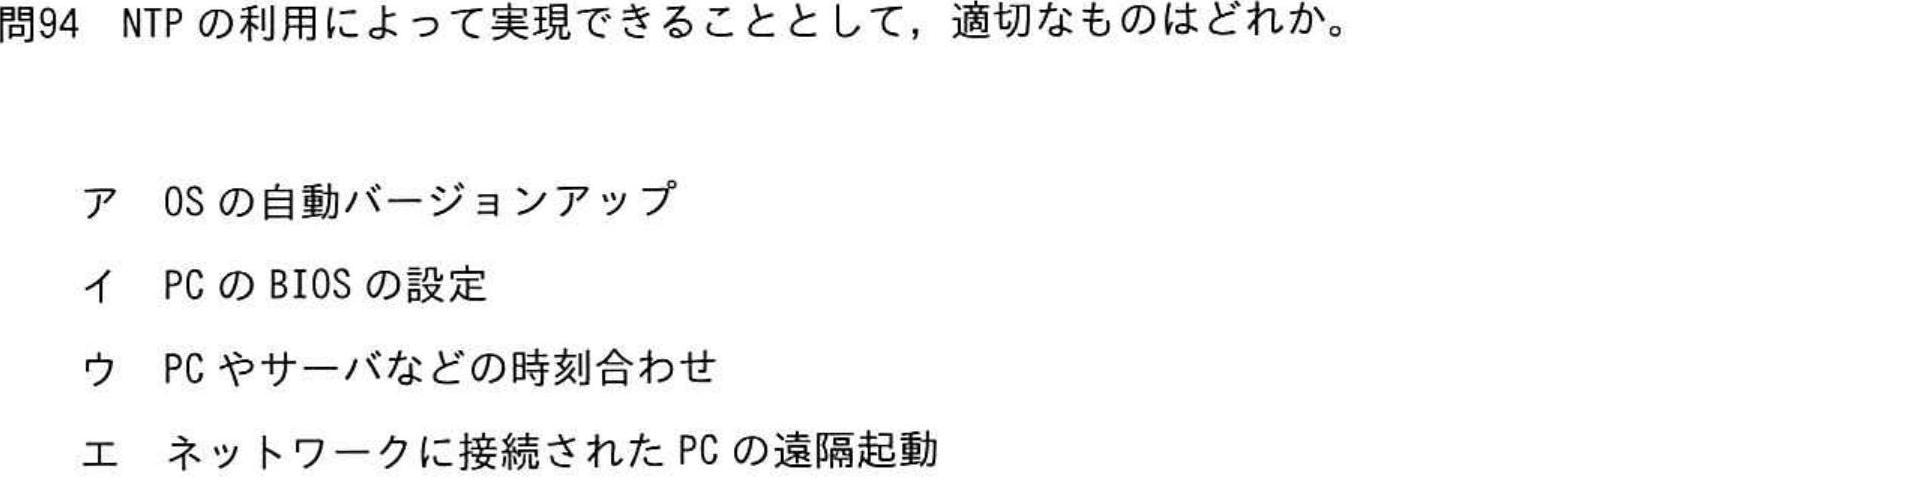 問94 NTP の利用によって実現できることとして，適切なものはどれか。
ア OS の自動バージョンアップ
イ PC の BIOS の設定
ウ PC やサーバなどの時刻合わせ
エ ネットワークに接続された PC の遠隔起動